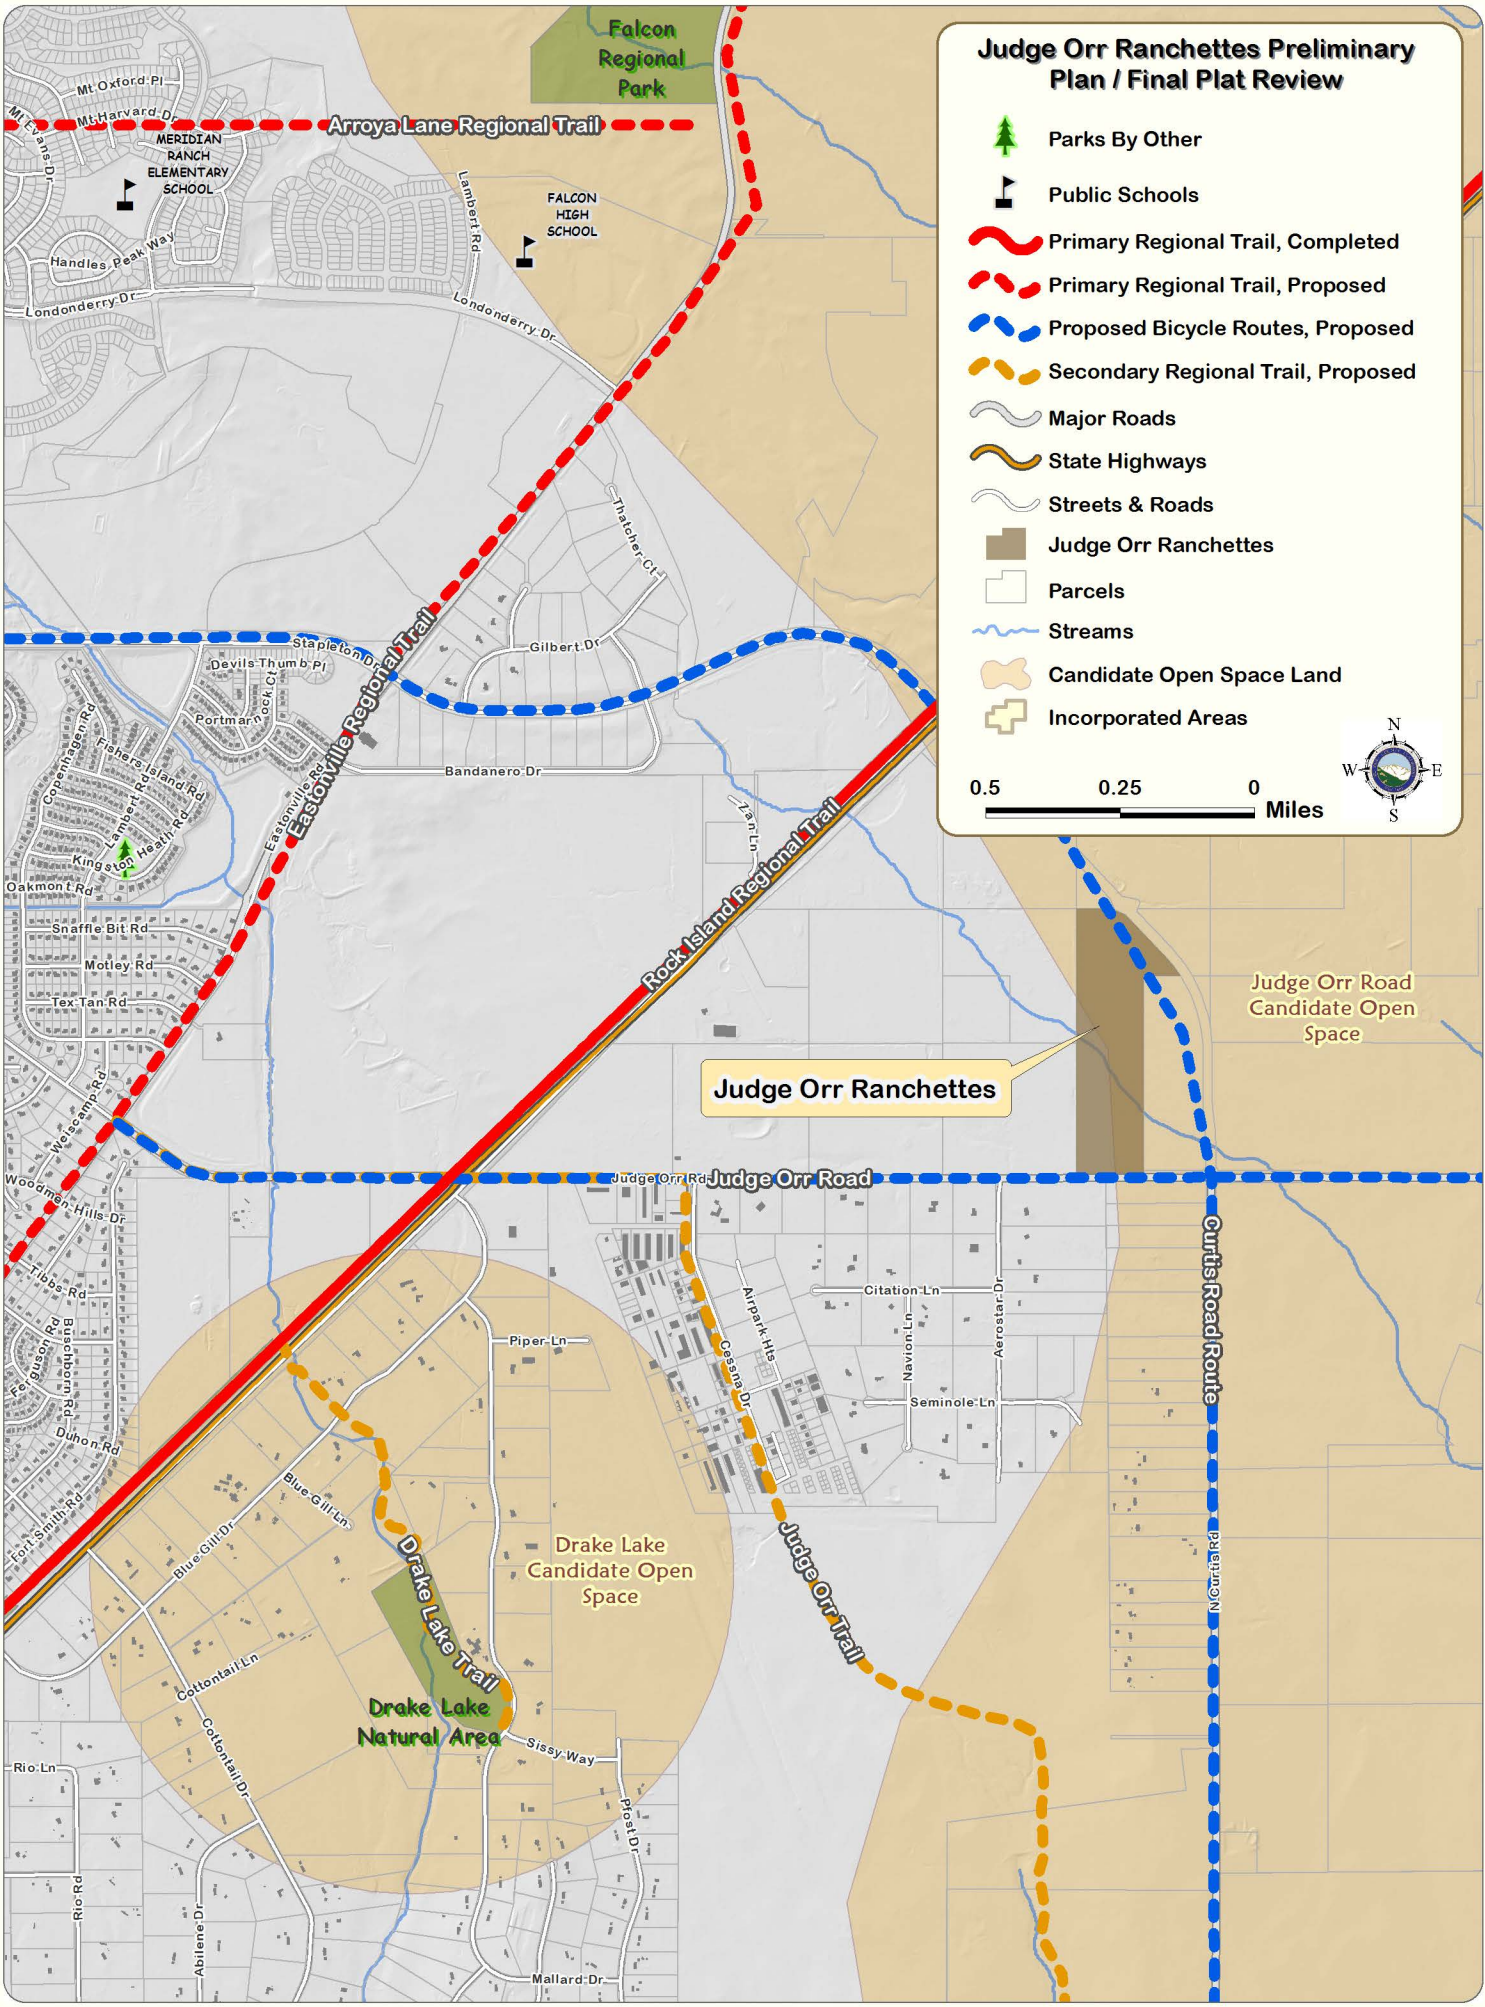 Falcon
Regional
Park
Judge Orr Ranchettes Preliminary
Plan / Final Plat Review
Parks By Other
Public Schools
Primary Regional Trail, Completed
Primary Regional Trail, Proposed
Proposed Bicycle Routes, Proposed
Secondary Regional Trail, Proposed
Major Roads
State Highways
Streets & Roads
Judge Orr Ranchettes
Parcels
Streams
Candidate Open Space Land
Incorporated Areas
N
W
E
S
0.5
0.25
0
Miles
Mt Oxford Pl
Mt Harvard Dr
Mt Evans Dr
Arroya Lane Regional Trail
MERIDIAN
RANCH
ELEMENTARY
SCHOOL
Lambert Rd
FALCON
HIGH
SCHOOL
Handles Peak Way
Londonderry Dr
Londonderry Dr
Thatcher Ct
Gilbert Dr
Stapleton Dr
Eastonville Regional Trail
Devils Thumb Pl
ock Ct
Portmarn
Copenhagen Rd
Fishers Island Rd
Lambert Rd
Kingston Heath Rd
Eastonville Rd
Bandanero Dr
Zan Ln
Rock Island Regional Trail
Oakmont Rd
Snaffle Bit Rd
Motley Rd
Tex Tan Rd
Judge Orr Road
Candidate Open
Space
Judge Orr Ranchettes
Weiscamp Rd
Woodmen Hills Dr
Judge Orr Rd
Judge Orr Road
Tibbs Rd
Ferguson Rd
Buschborn Rd
Duhon Rd
Fort Smith Rd
Piper Ln
Airpark Hts
Cessna Dr
Citation Ln
Navion Ln
Aerostar Dr
Seminole Ln
Curtis Road Route
N Curtis Rd
Blue Gill Ln
Blue Gill Dr
Drake Lake Trail
Drake Lake
Candidate Open
Space
Judge Orr Trail
Drake Lake
Natural Area
Cottontail Ln
Cottontail Dr
Sissy Way
Pfost Dr
Rio Ln
Rio Rd
Abilene Dr
Mallard Dr